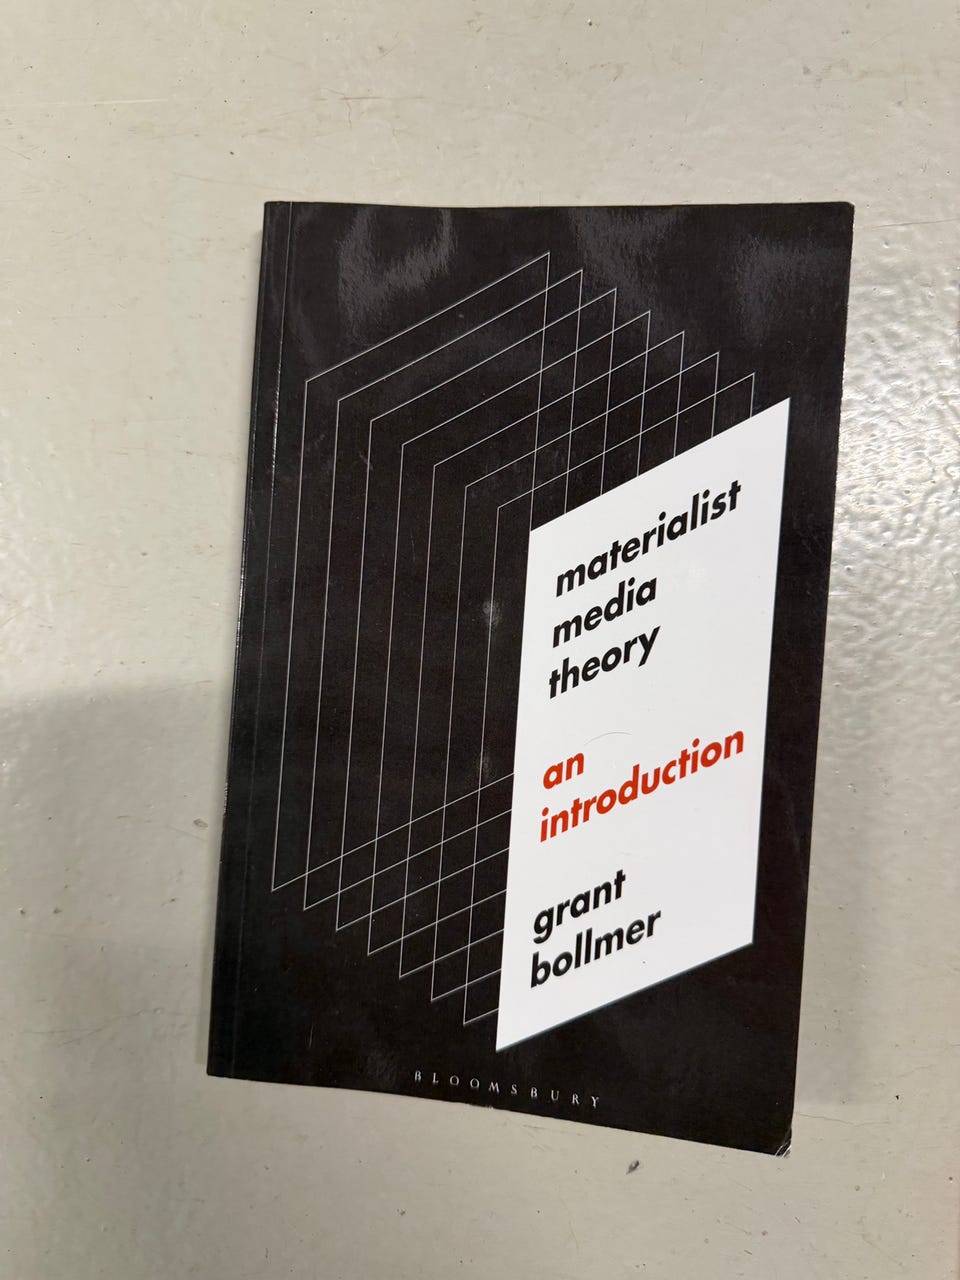 materialist
media
theory
an
introduction
grant
bollmer
BLOOMSBURY